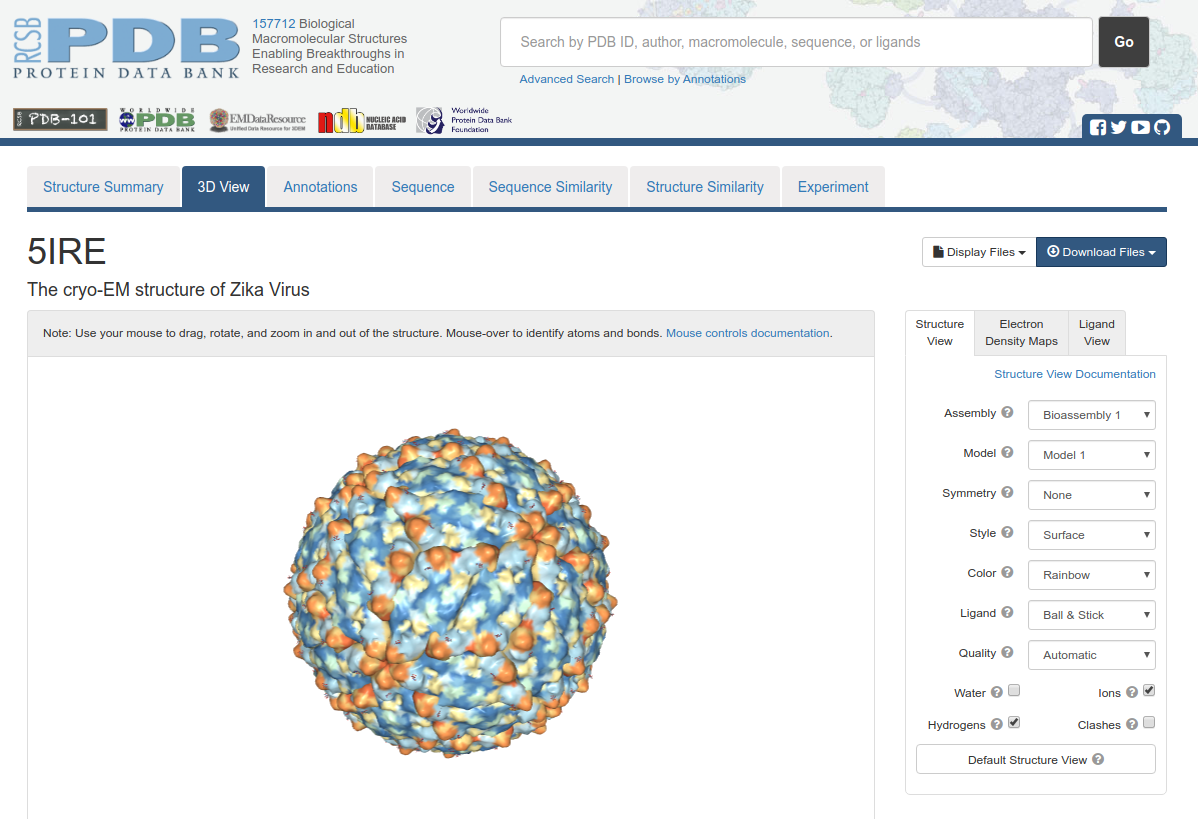 RCSB
PDB
PROTEIN DATA BANK
157712 Biological
Macromolecular Structures
Enabling Breakthroughs in
Research and Education
Search by PDB ID, author, macromolecule, sequence, or ligands
Go
Advanced Search | Browse by Annotations
RCSB PDB-101
WORLDWIDE
PDB
PROTEIN DATA BANK
EMDataResource
Unified Data Resource for 3DEM
ndb NUCLEIC ACID
DATABASE
Worldwide
Protein Data Bank
Foundation
Structure Summary
3D View
Annotations
Sequence
Sequence Similarity
Structure Similarity
Experiment
5IRE
Display Files
Download Files
The cryo-EM structure of Zika Virus
Note: Use your mouse to drag, rotate, and zoom in and out of the structure. Mouse-over to identify atoms and bonds. Mouse controls documentation.
Structure
View
Electron
Density Maps
Ligand
View
Structure View Documentation
Assembly ? Bioassembly 1
Model ? Model 1
Symmetry ? None
Style ? Surface
Color ? Rainbow
Ligand ? Ball & Stick
Quality ? Automatic
Water ? Ions ?
Hydrogens ? Clashes ?
Default Structure View ?